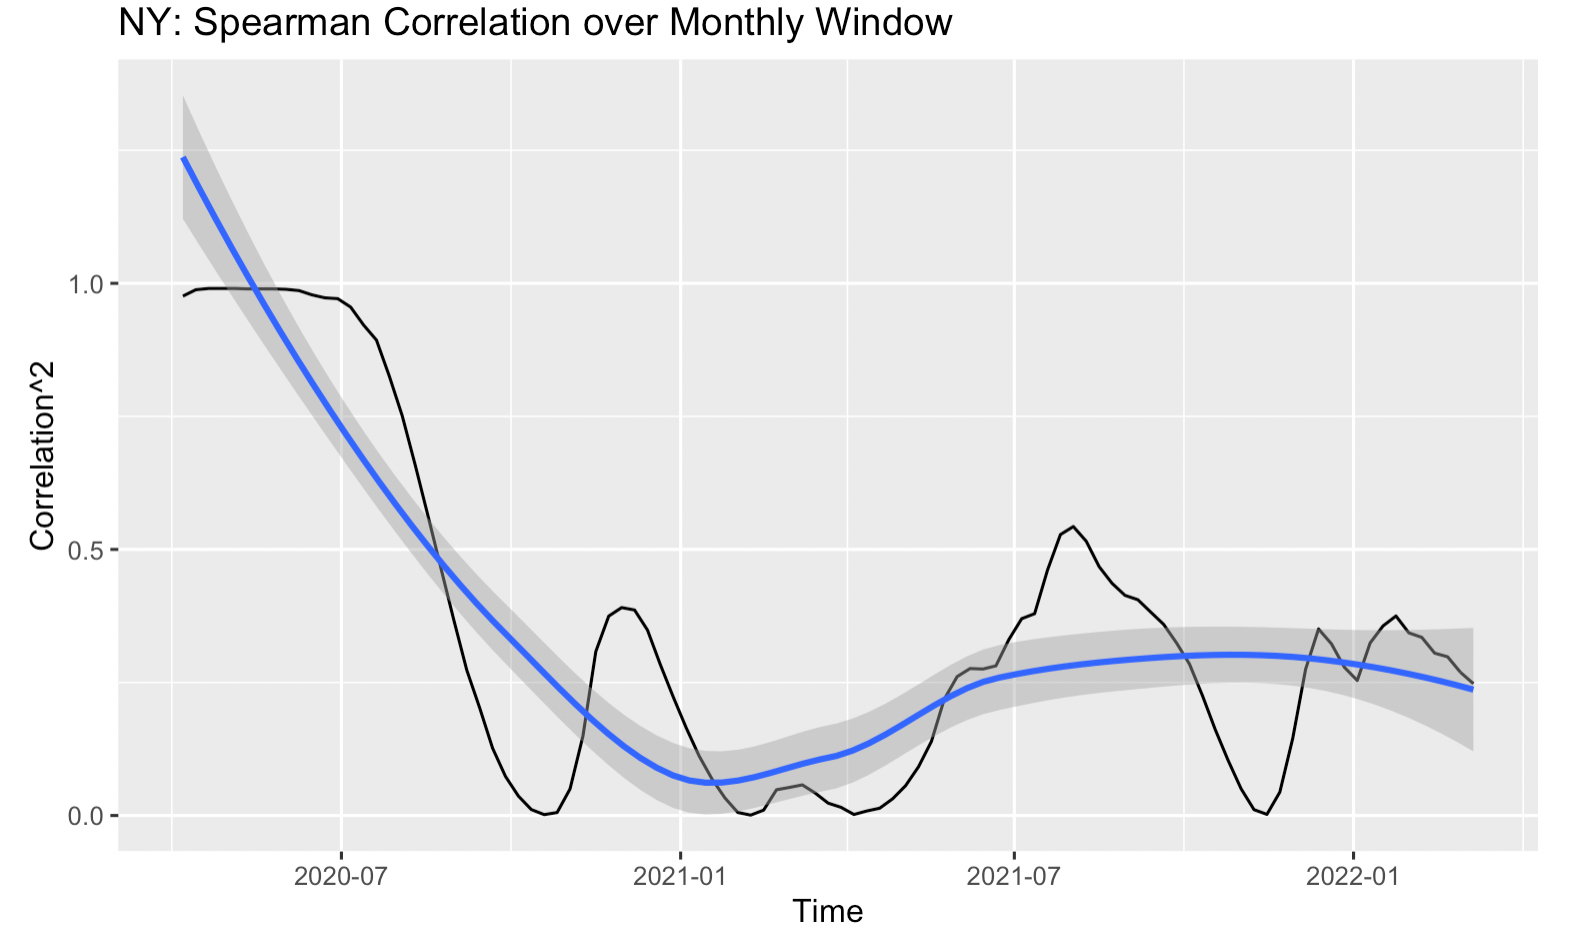 NY: Spearman Correlation over Monthly Window
Correlation^2
1.0
0.5
0.0
2020-07 2021-01 2021-07 2022-01
Time